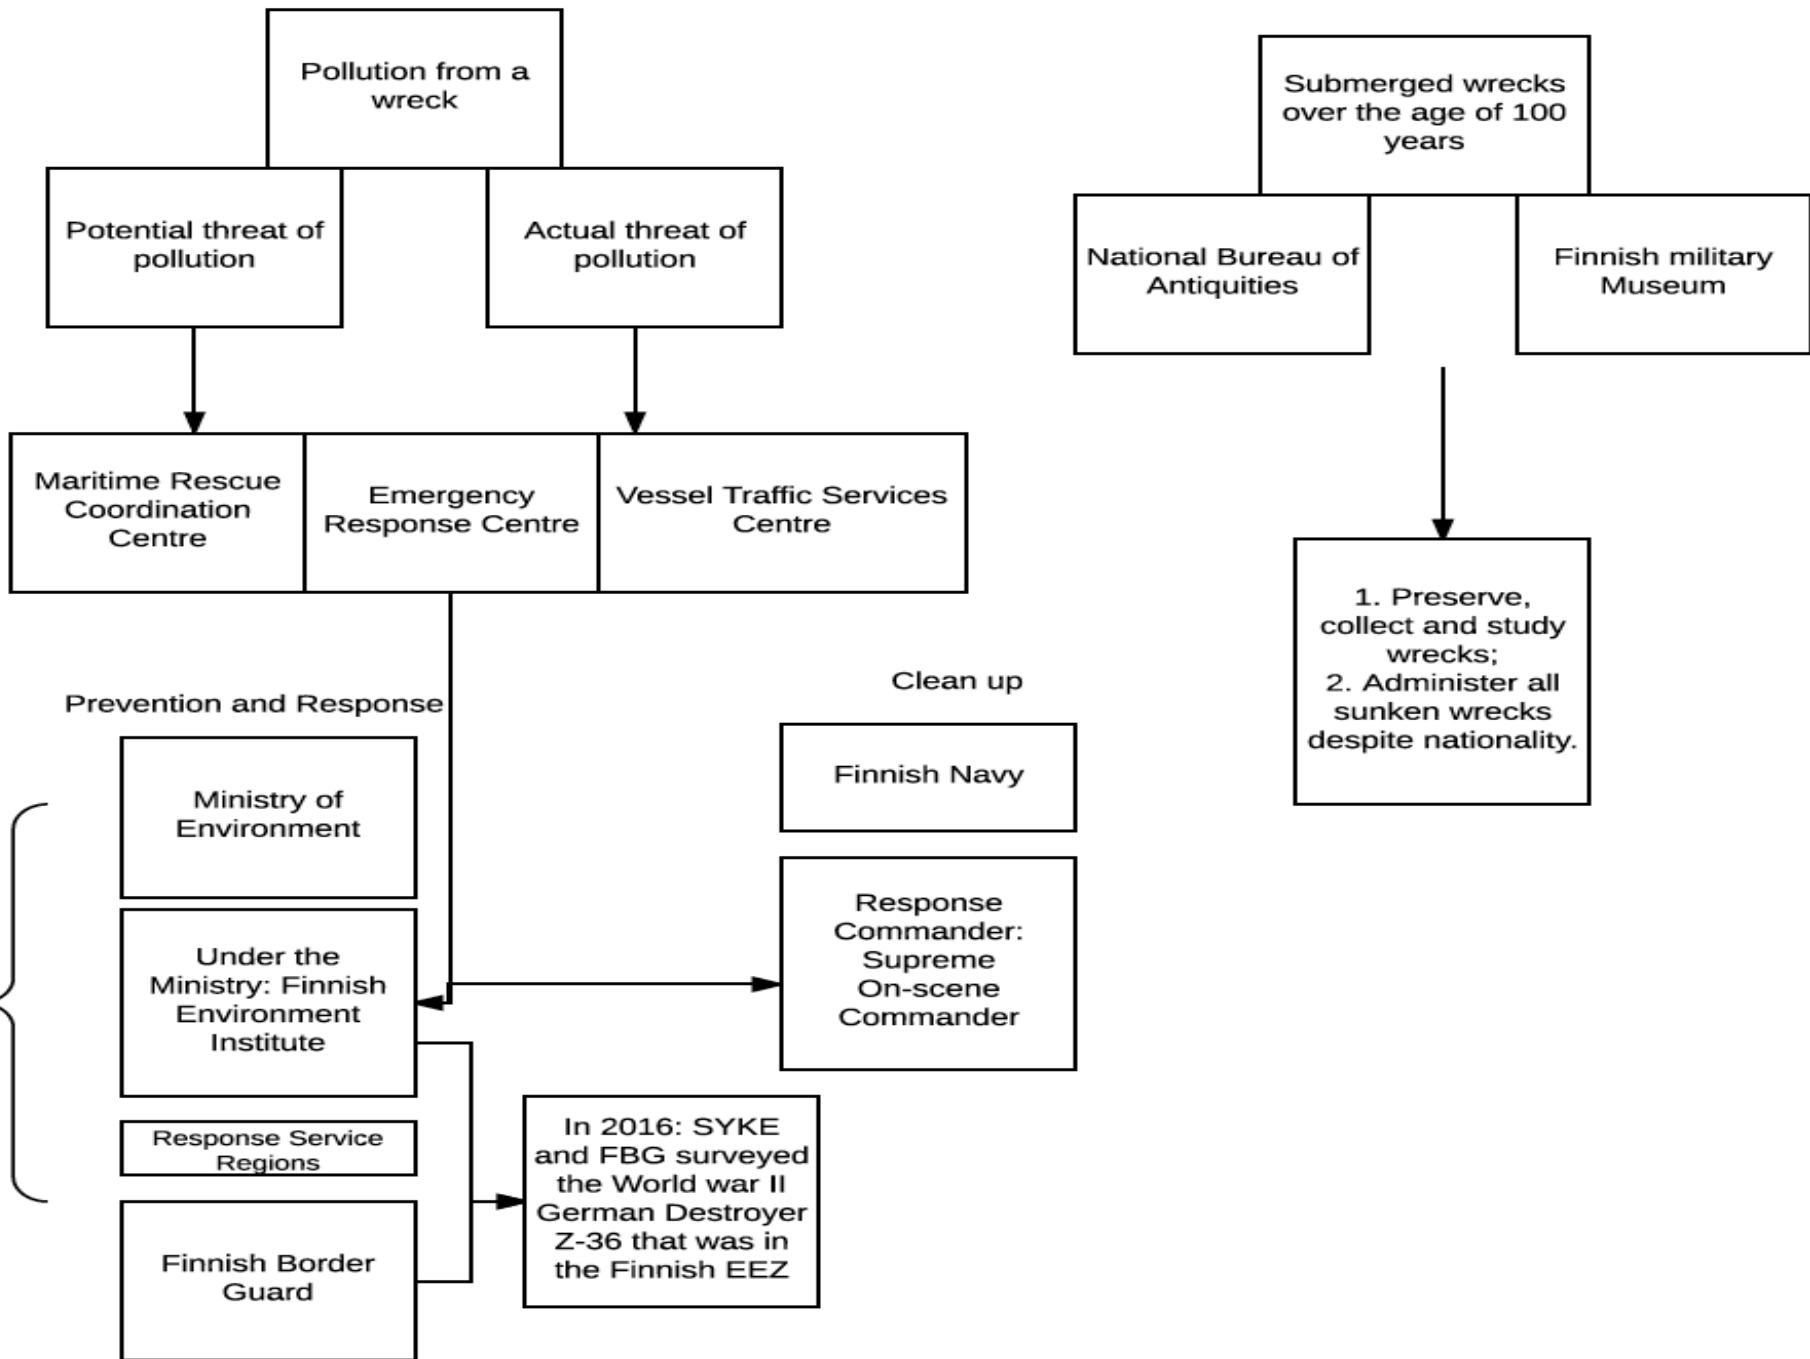 Pollution from a
wreck
Potential threat of
pollution
Actual threat of
pollution
Maritime Rescue
Coordination
Centre
Emergency
Response Centre
Vessel Traffic Services
Centre
Prevention and Response
Ministry of
Environment
Under the
Ministry: Finnish
Environment
Institute
Response Service
Regions
Finnish Border
Guard
In 2016: SYKE
and FBG surveyed
the World war II
German Destroyer
Z-36 that was in
the Finnish EEZ
Clean up
Finnish Navy
Response
Commander:
Supreme
On-scene
Commander
Submerged wrecks
over the age of 100
years
National Bureau of
Antiquities
Finnish military
Museum
1. Preserve,
collect and study
wrecks;
2. Administer all
sunken wrecks
despite nationality.